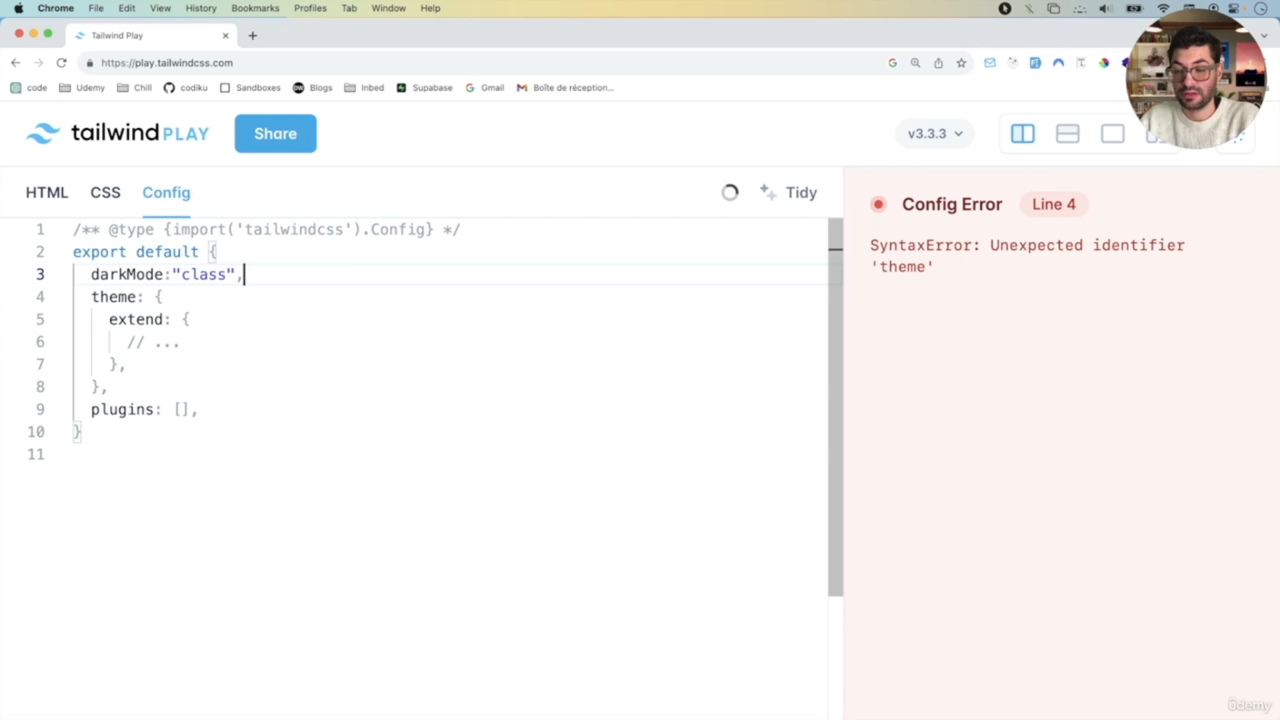 Chrome File Edit View History Bookmarks Profiles Tab Window Help
Tailwind Play
https://play.tailwindcss.com
code Udemy Chill codiku Sandboxes Blogs Inbed Supabase Gmail Boîte de réception...
tailwind PLAY Share v3.3.3
HTML CSS Config Tidy
Config Error Line 4
SyntaxError: Unexpected identifier
'theme'
1 /** @type {import('tailwindcss').Config} */
2 export default {
3 darkMode:"class",
4 theme: {
5 extend: {
6 // ...
7 },
8 },
9 plugins: [],
10 }
11
ûdemy